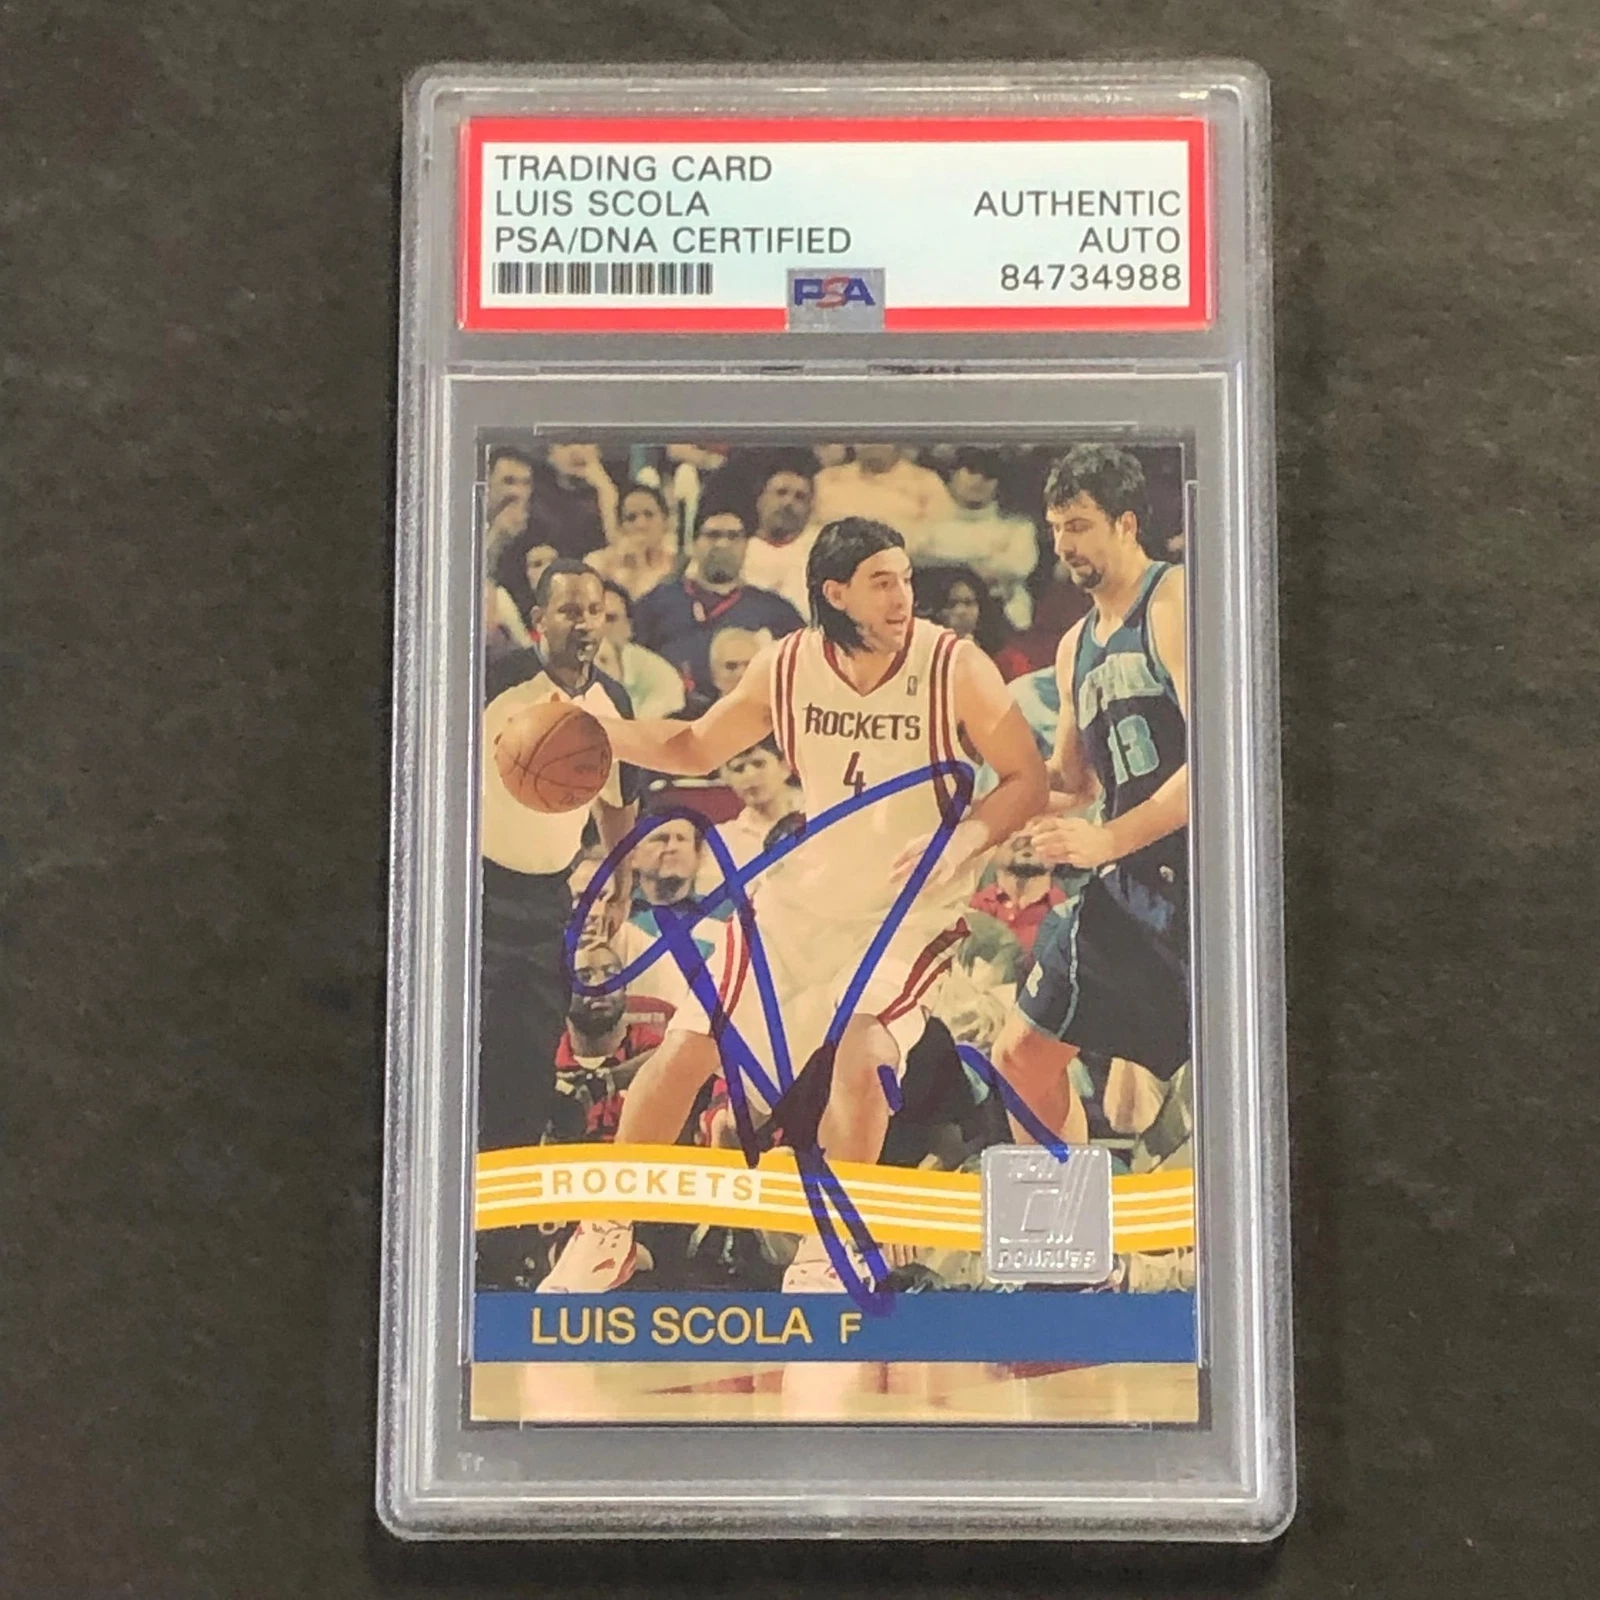 TRADING CARD
LUIS SCOLA
AUTHENTIC
PSA/DNA CERTIFIED
AUTO
84734988
PSA
ROCKETS
4
13
ROCKETS
DONRUSS
LUIS SCOLA F